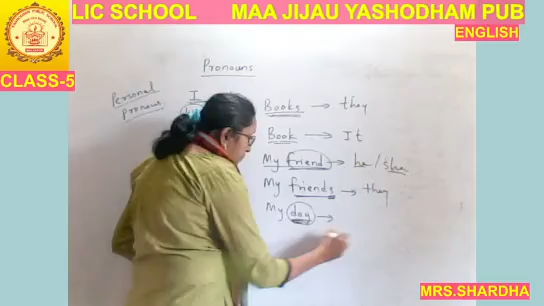 LIC SCHOOL MAA JIJAU YASHODHAM PUB
ENGLISH
CLASS-5
Pronouns
Personal
pronouns
I
Books → they
Book → It
My friend → he / she
My friends → they
My dog →
MRS.SHARDHA